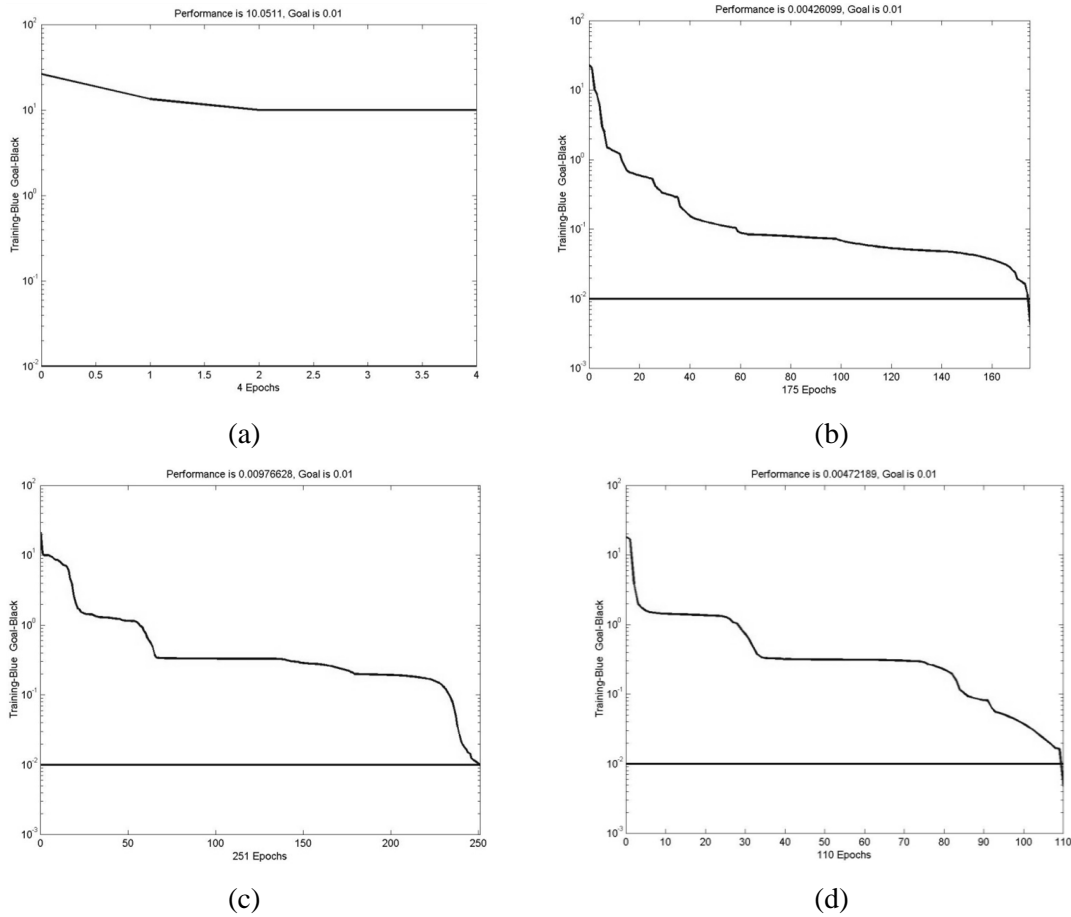 Performance is 10.0511, Goal is 0.01
Training-Blue Goal-Black
10^2
10^1
10^0
10^-1
10^-2
0 0.5 1 1.5 2 2.5 3 3.5 4
4 Epochs
(a)
Performance is 0.00426099, Goal is 0.01
Training-Blue Goal-Black
10^2
10^1
10^0
10^-1
10^-2
10^-3
0 20 40 60 80 100 120 140 160
175 Epochs
(b)
Performance is 0.00976628, Goal is 0.01
Training-Blue Goal-Black
10^2
10^1
10^0
10^-1
10^-2
10^-3
0 50 100 150 200 250
251 Epochs
(c)
Performance is 0.00472189, Goal is 0.01
Training-Blue Goal-Black
10^2
10^1
10^0
10^-1
10^-2
10^-3
0 10 20 30 40 50 60 70 80 90 100 110
110 Epochs
(d)